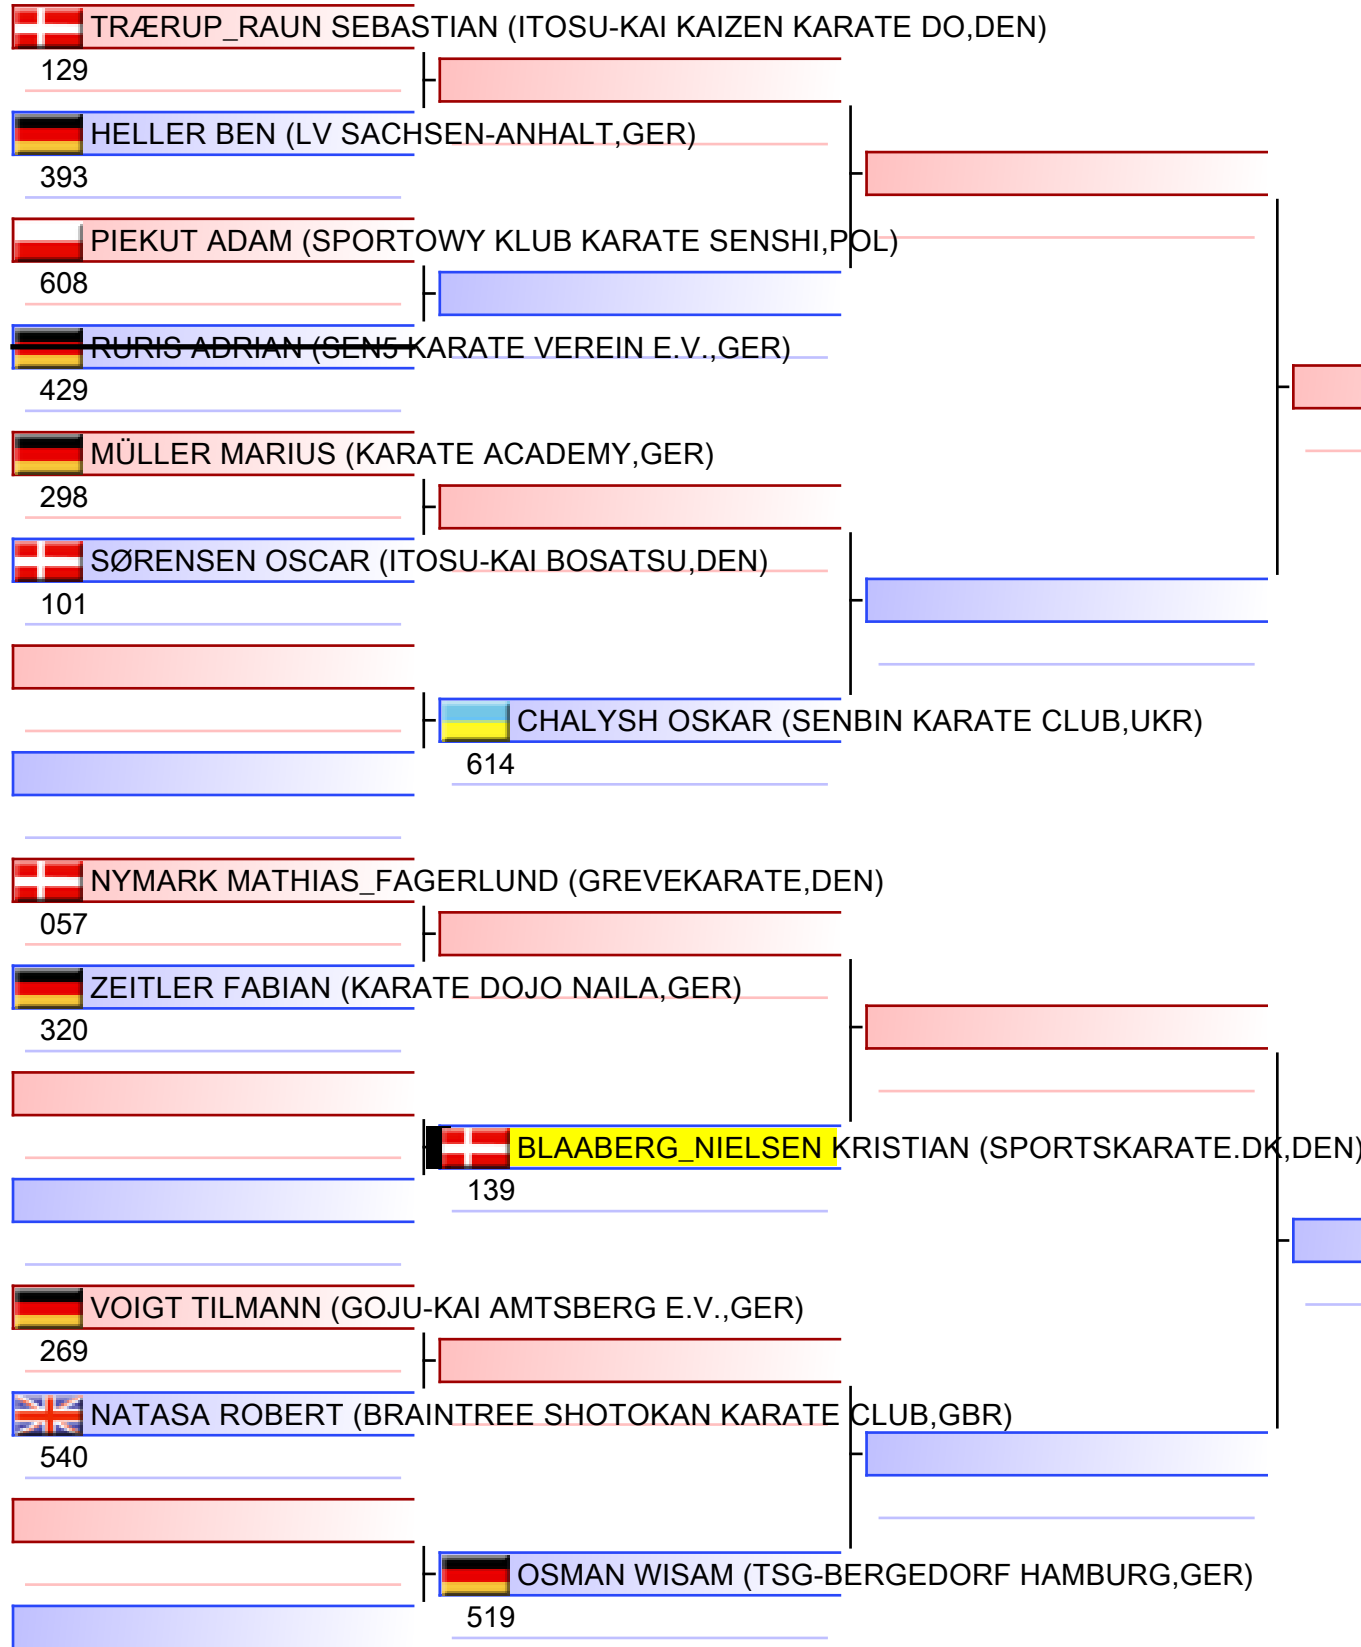 TRÆRUP_RAUN SEBASTIAN (ITOSU-KAI KAIZEN KARATE DO,DEN)
129
HELLER BEN (LV SACHSEN-ANHALT,GER)
393
PIEKUT ADAM (SPORTOWY KLUB KARATE SENSHI,POL)
608
RURIS ADRIAN (SEN5 KARATE VEREIN E.V.,GER)
429
MÜLLER MARIUS (KARATE ACADEMY,GER)
298
SØRENSEN OSCAR (ITOSU-KAI BOSATSU,DEN)
101
CHALYSH OSKAR (SENBIN KARATE CLUB,UKR)
614
NYMARK MATHIAS_FAGERLUND (GREVEKARATE,DEN)
057
ZEITLER FABIAN (KARATE DOJO NAILA,GER)
320
BLAABERG_NIELSEN KRISTIAN (SPORTSKARATE.DK,DEN)
139
VOIGT TILMANN (GOJU-KAI AMTSBERG E.V.,GER)
269
NATASA ROBERT (BRAINTREE SHOTOKAN KARATE CLUB,GBR)
540
OSMAN WISAM (TSG-BERGEDORF HAMBURG,GER)
519